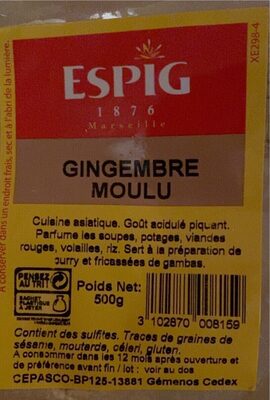 ESPIG
1876
Marseille
XE298-4
A conserver dans un endroit frais, sec et à l'abri de la lumière.
GINGEMBRE
MOULU
Cuisine asiatique. Goût acidulé piquant.
Parfume les soupes, potages, viandes
rouges, volailles, riz. Sert à la préparation de
curry et fricassées de gambas.
PENSEZ
AU TRI !
SACHET
PLASTIQUE
À JETER
Poids Net:
500g
3 102870 008159
Contient des sulfites. Traces de graines de
sésame, moutarde, céleri, gluten.
A consommer dans les 12 mois après ouverture et
de préférence avant fin / lot : voir au dos
CEPASCO-BP125-13881 Gémenos Cedex